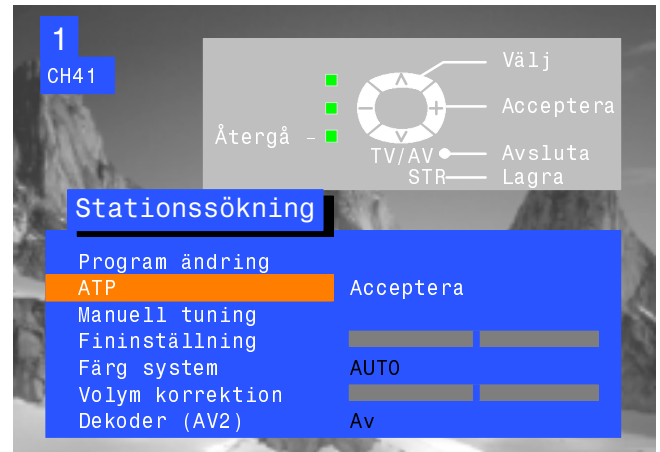 1
CH41
Välj
Acceptera
Återgå –
TV/AV Avsluta
STR Lagra
Stationssökning
Program ändring
ATP Acceptera
Manuell tuning
Fininställning
Färg system AUTO
Volym korrektion
Dekoder (AV2) Av